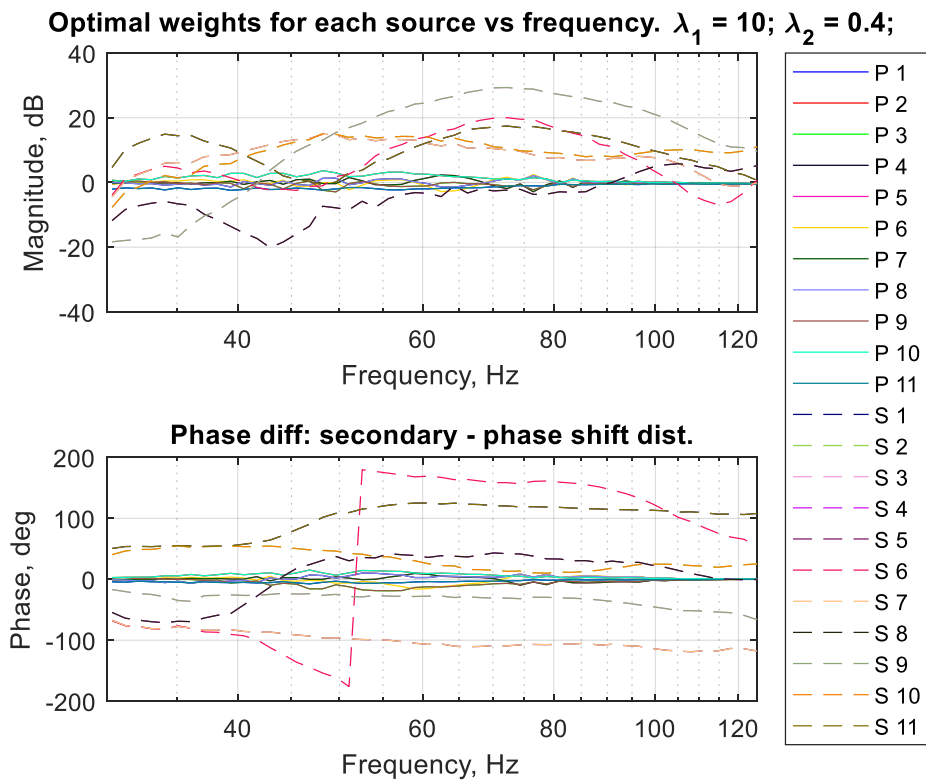 Optimal weights for each source vs frequency. λ₁ = 10; λ₂ = 0.4;
Magnitude, dB
40
20
0
-20
-40
40
60
80
100
120
Frequency, Hz
Phase diff: secondary - phase shift dist.
Phase, deg
200
100
0
-100
-200
40
60
80
100
120
Frequency, Hz
P 1
P 2
P 3
P 4
P 5
P 6
P 7
P 8
P 9
P 10
P 11
S 1
S 2
S 3
S 4
S 5
S 6
S 7
S 8
S 9
S 10
S 11